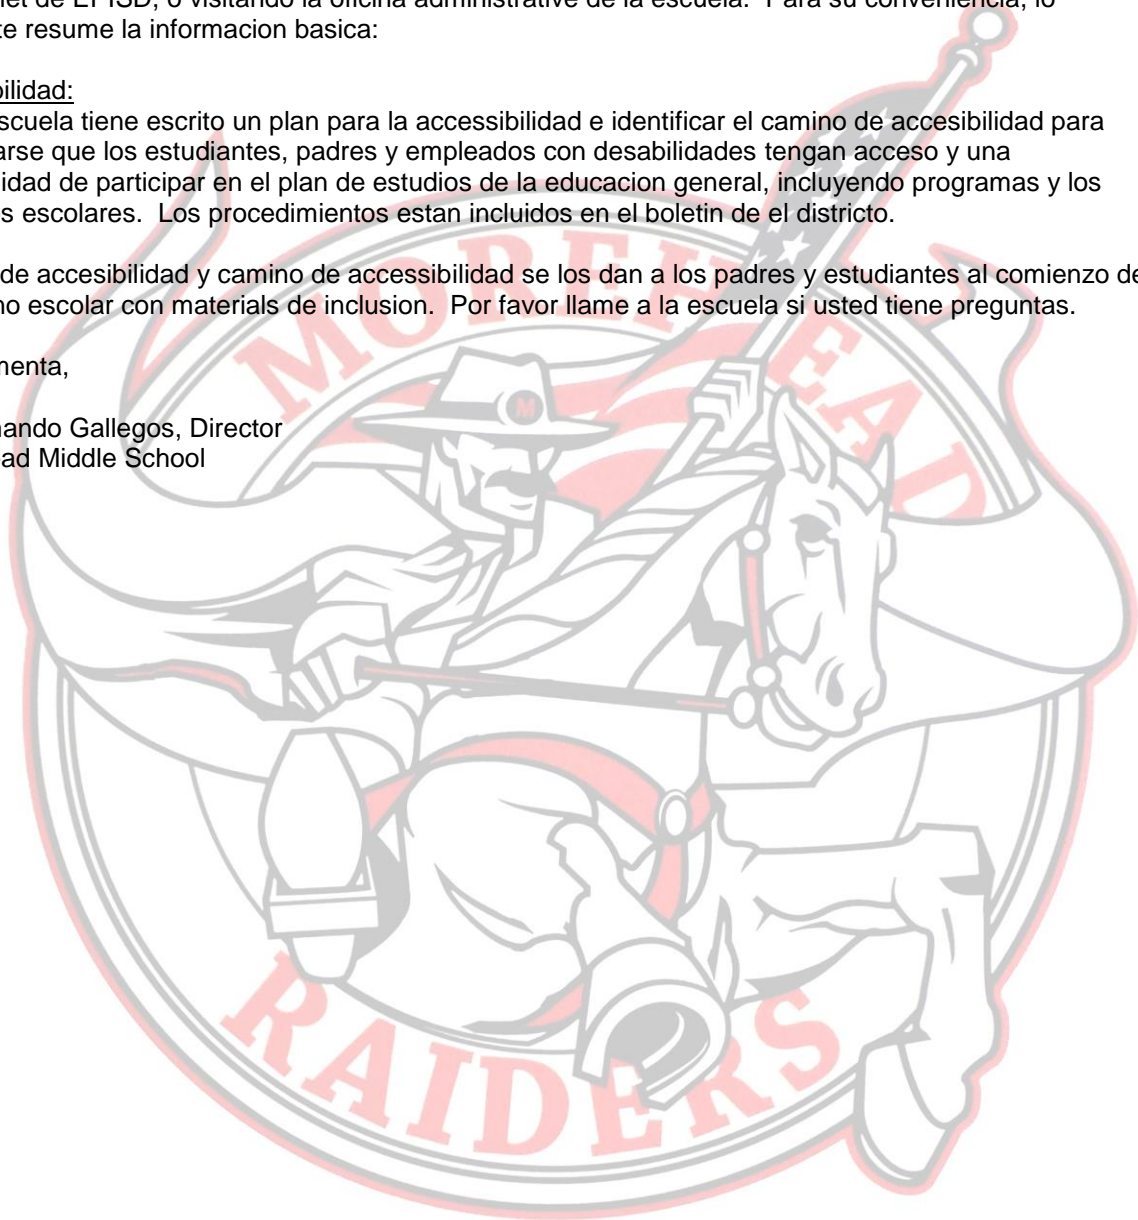 net de EPISD, o visitando la oficina administrative de la escuela. Para su conveniencia, lo
te resume la informacion basica:
bilidad:
scuela tiene escrito un plan para la accessibilidad e identificar el camino de accesibilidad para
arse que los estudiantes, padres y empleados con desabilidades tengan acceso y una
idad de participar en el plan de estudios de la educacion general, incluyendo programas y los
s escolares. Los procedimientos estan incluidos en el boletin de el districto.
de accesibilidad y camino de accessibilidad se los dan a los padres y estudiantes al comienzo de
no escolar con materials de inclusion. Por favor llame a la escuela si usted tiene preguntas.
menta,
nando Gallegos, Director
ad Middle School
MOREHEAD
M
RAIDERS